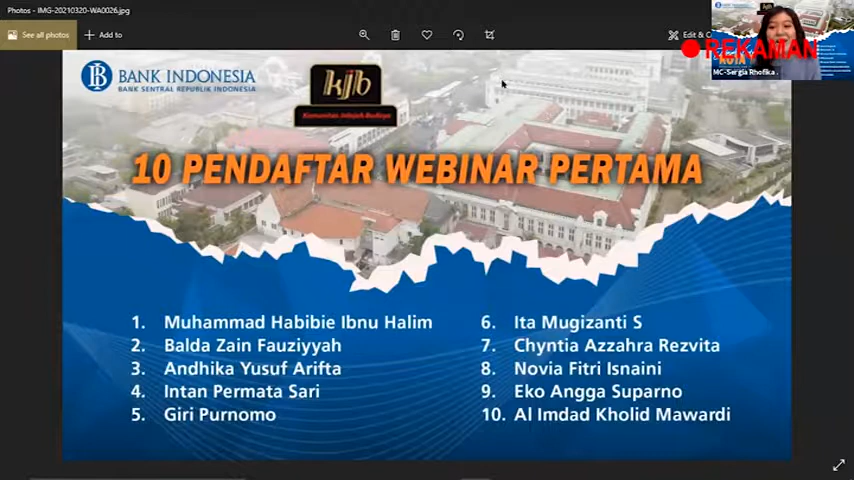 Photos - IMG-20210320-WA0026.jpg
See all photos
Add to
Edit & C
REKAMAN
MC-Sergia Rhofika .
BANK INDONESIA
BANK SENTRAL REPUBLIK INDONESIA
kjb
Komunitas Jelajah Budaya
10 PENDAFTAR WEBINAR PERTAMA
1. Muhammad Habibie Ibnu Halim
2. Balda Zain Fauziyyah
3. Andhika Yusuf Arifta
4. Intan Permata Sari
5. Giri Purnomo
6. Ita Mugizanti S
7. Chyntia Azzahra Rezvita
8. Novia Fitri Isnaini
9. Eko Angga Suparno
10. Al Imdad Kholid Mawardi